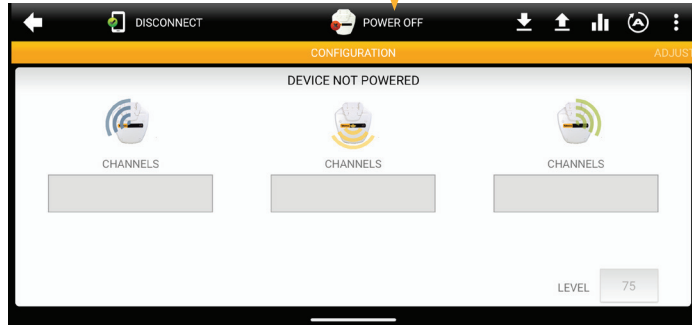 DISCONNECT
POWER OFF
CONFIGURATION
ADJUST
DEVICE NOT POWERED
CHANNELS
CHANNELS
CHANNELS
LEVEL
75